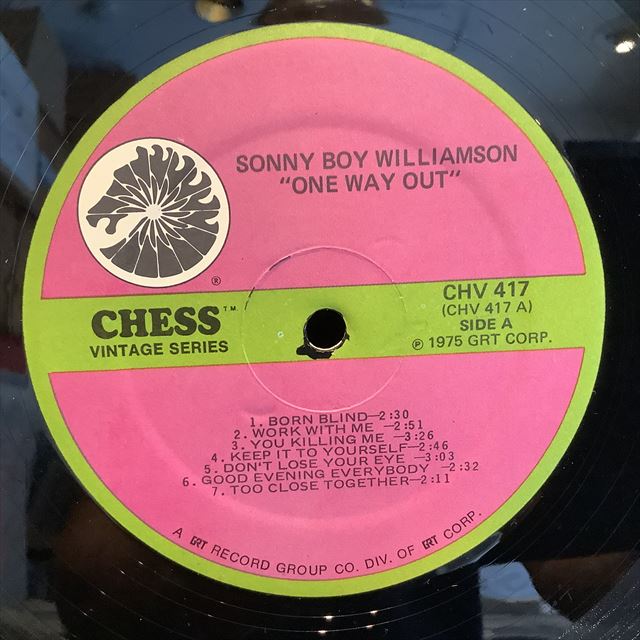 SONNY BOY WILLIAMSON
"ONE WAY OUT"
®
CHESS™
VINTAGE SERIES
CHV 417
(CHV 417 A)
SIDE A
℗ 1975 GRT CORP.
1. BORN BLIND—2:30
2. WORK WITH ME —2:51
3. YOU KILLING ME —3:26
4. KEEP IT TO YOURSELF—2:46
5. DON'T LOSE YOUR EYE —3:03
6. GOOD EVENING EVERYBODY —2:32
7. TOO CLOSE TOGETHER—2:11
A GRT RECORD GROUP CO. DIV. OF GRT CORP.